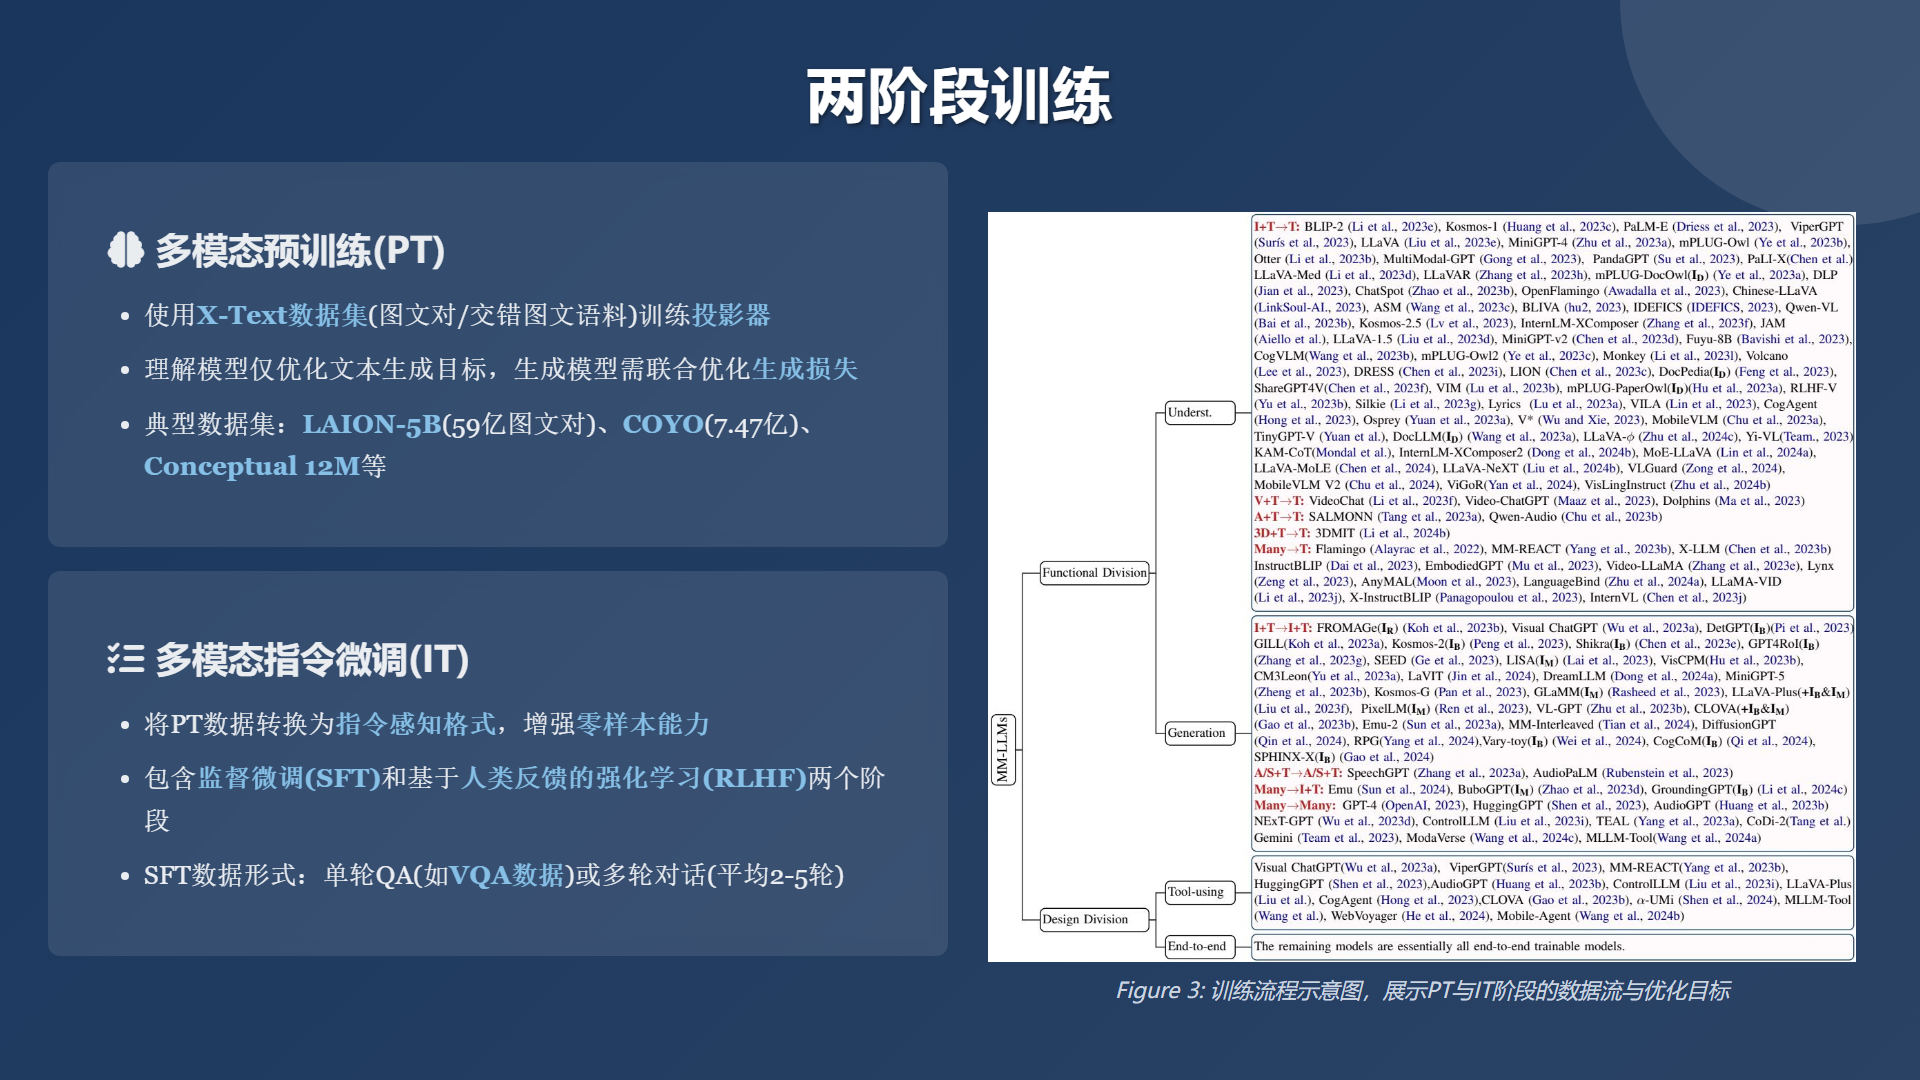 两阶段训练
多模态预训练(PT)
• 使用X-Text数据集(图文对/交错图文语料)训练投影器
• 理解模型仅优化文本生成目标，生成模型需联合优化生成损失
• 典型数据集：LAION-5B(59亿图文对)、COYO(7.47亿)、
Conceptual 12M等
多模态指令微调(IT)
• 将PT数据转换为指令感知格式，增强零样本能力
• 包含监督微调(SFT)和基于人类反馈的强化学习(RLHF)两个阶
段
• SFT数据形式：单轮QA(如VQA数据)或多轮对话(平均2-5轮)
MM-LLMs
Functional Division
Underst.
I+T→T: BLIP-2 (Li et al., 2023e), Kosmos-1 (Huang et al., 2023c), PaLM-E (Driess et al., 2023), ViperGPT
(Surís et al., 2023), LLaVA (Liu et al., 2023e), MiniGPT-4 (Zhu et al., 2023a), mPLUG-Owl (Ye et al., 2023b),
Otter (Li et al., 2023b), MultiModal-GPT (Gong et al., 2023), PandaGPT (Su et al., 2023), PaLI-X(Chen et al.)
LLaVA-Med (Li et al., 2023d), LLaVAR (Zhang et al., 2023h), mPLUG-DocOwl(I_D) (Ye et al., 2023a), DLP
(Jian et al., 2023), ChatSpot (Zhao et al., 2023b), OpenFlamingo (Awadalla et al., 2023), Chinese-LLaVA
(LinkSoul-AI., 2023), ASM (Wang et al., 2023c), BLIVA (hu2, 2023), IDEFICS (IDEFICS, 2023), Qwen-VL
(Bai et al., 2023b), Kosmos-2.5 (Lv et al., 2023), InternLM-XComposer (Zhang et al., 2023f), JAM
(Aiello et al.), LLaVA-1.5 (Liu et al., 2023d), MiniGPT-v2 (Chen et al., 2023d), Fuyu-8B (Bavishi et al., 2023),
CogVLM(Wang et al., 2023b), mPLUG-Owl2 (Ye et al., 2023c), Monkey (Li et al., 2023l), Volcano
(Lee et al., 2023), DRESS (Chen et al., 2023i), LION (Chen et al., 2023c), DocPedia(I_D) (Feng et al., 2023),
ShareGPT4V(Chen et al., 2023f), VIM (Lu et al., 2023b), mPLUG-PaperOwl(I_D)(Hu et al., 2023a), RLHF-V
(Yu et al., 2023b), Silkie (Li et al., 2023g), Lyrics (Lu et al., 2023a), VILA (Lin et al., 2023), CogAgent
(Hong et al., 2023), Osprey (Yuan et al., 2023a), V* (Wu and Xie, 2023), MobileVLM (Chu et al., 2023a),
TinyGPT-V (Yuan et al.), DocLLM(I_D) (Wang et al., 2023a), LLaVA-ϕ (Zhu et al., 2024c), Yi-VL(Team., 2023)
KAM-CoT(Mondal et al.), InternLM-XComposer2 (Dong et al., 2024b), MoE-LLaVA (Lin et al., 2024a),
LLaVA-MoLE (Chen et al., 2024), LLaVA-NeXT (Liu et al., 2024b), VLGuard (Zong et al., 2024),
MobileVLM V2 (Chu et al., 2024), ViGoR(Yan et al., 2024), VisLingInstruct (Zhu et al., 2024b)
V+T→T: VideoChat (Li et al., 2023f), Video-ChatGPT (Maaz et al., 2023), Dolphins (Ma et al., 2023)
A+T→T: SALMONN (Tang et al., 2023a), Qwen-Audio (Chu et al., 2023b)
3D+T→T: 3DMIT (Li et al., 2024b)
Many→T: Flamingo (Alayrac et al., 2022), MM-REACT (Yang et al., 2023b), X-LLM (Chen et al., 2023b)
InstructBLIP (Dai et al., 2023), EmbodiedGPT (Mu et al., 2023), Video-LLaMA (Zhang et al., 2023e), Lynx
(Zeng et al., 2023), AnyMAL(Moon et al., 2023), LanguageBind (Zhu et al., 2024a), LLaMA-VID
(Li et al., 2023j), X-InstructBLIP (Panagopoulou et al., 2023), InternVL (Chen et al., 2023j)
Generation
I+T→I+T: FROMAGe(I_R) (Koh et al., 2023b), Visual ChatGPT (Wu et al., 2023a), DetGPT(I_B)(Pi et al., 2023)
GILL(Koh et al., 2023a), Kosmos-2(I_B) (Peng et al., 2023), Shikra(I_B) (Chen et al., 2023e), GPT4RoI(I_B)
(Zhang et al., 2023g), SEED (Ge et al., 2023), LISA(I_M) (Lai et al., 2023), VisCPM(Hu et al., 2023b),
CM3Leon(Yu et al., 2023a), LaVIT (Jin et al., 2024), DreamLLM (Dong et al., 2024a), MiniGPT-5
(Zheng et al., 2023b), Kosmos-G (Pan et al., 2023), GLaMM(I_M) (Rasheed et al., 2023), LLaVA-Plus(+I_B&I_M)
(Liu et al., 2023f), PixelLM(I_M) (Ren et al., 2023), VL-GPT (Zhu et al., 2023b), CLOVA(+I_B&I_M)
(Gao et al., 2023b), Emu-2 (Sun et al., 2023a), MM-Interleaved (Tian et al., 2024), DiffusionGPT
(Qin et al., 2024), RPG(Yang et al., 2024),Vary-toy(I_B) (Wei et al., 2024), CogCoM(I_B) (Qi et al., 2024),
SPHINX-X(I_B) (Gao et al., 2024)
A/S+T→A/S+T: SpeechGPT (Zhang et al., 2023a), AudioPaLM (Rubenstein et al., 2023)
Many→I+T: Emu (Sun et al., 2024), BuboGPT(I_M) (Zhao et al., 2023d), GroundingGPT(I_B) (Li et al., 2024c)
Many→Many: GPT-4 (OpenAI, 2023), HuggingGPT (Shen et al., 2023), AudioGPT (Huang et al., 2023b)
NExT-GPT (Wu et al., 2023d), ControlLLM (Liu et al., 2023i), TEAL (Yang et al., 2023a), CoDi-2(Tang et al.)
Gemini (Team et al., 2023), ModaVerse (Wang et al., 2024c), MLLM-Tool(Wang et al., 2024a)
Design Division
Tool-using
Visual ChatGPT(Wu et al., 2023a), ViperGPT(Surís et al., 2023), MM-REACT(Yang et al., 2023b),
HuggingGPT (Shen et al., 2023),AudioGPT (Huang et al., 2023b), ControlLLM (Liu et al., 2023i), LLaVA-Plus
(Liu et al.), CogAgent (Hong et al., 2023),CLOVA (Gao et al., 2023b), α-UMi (Shen et al., 2024), MLLM-Tool
(Wang et al.), WebVoyager (He et al., 2024), Mobile-Agent (Wang et al., 2024b)
End-to-end
The remaining models are essentially all end-to-end trainable models.
Figure 3: 训练流程示意图，展示PT与IT阶段的数据流与优化目标